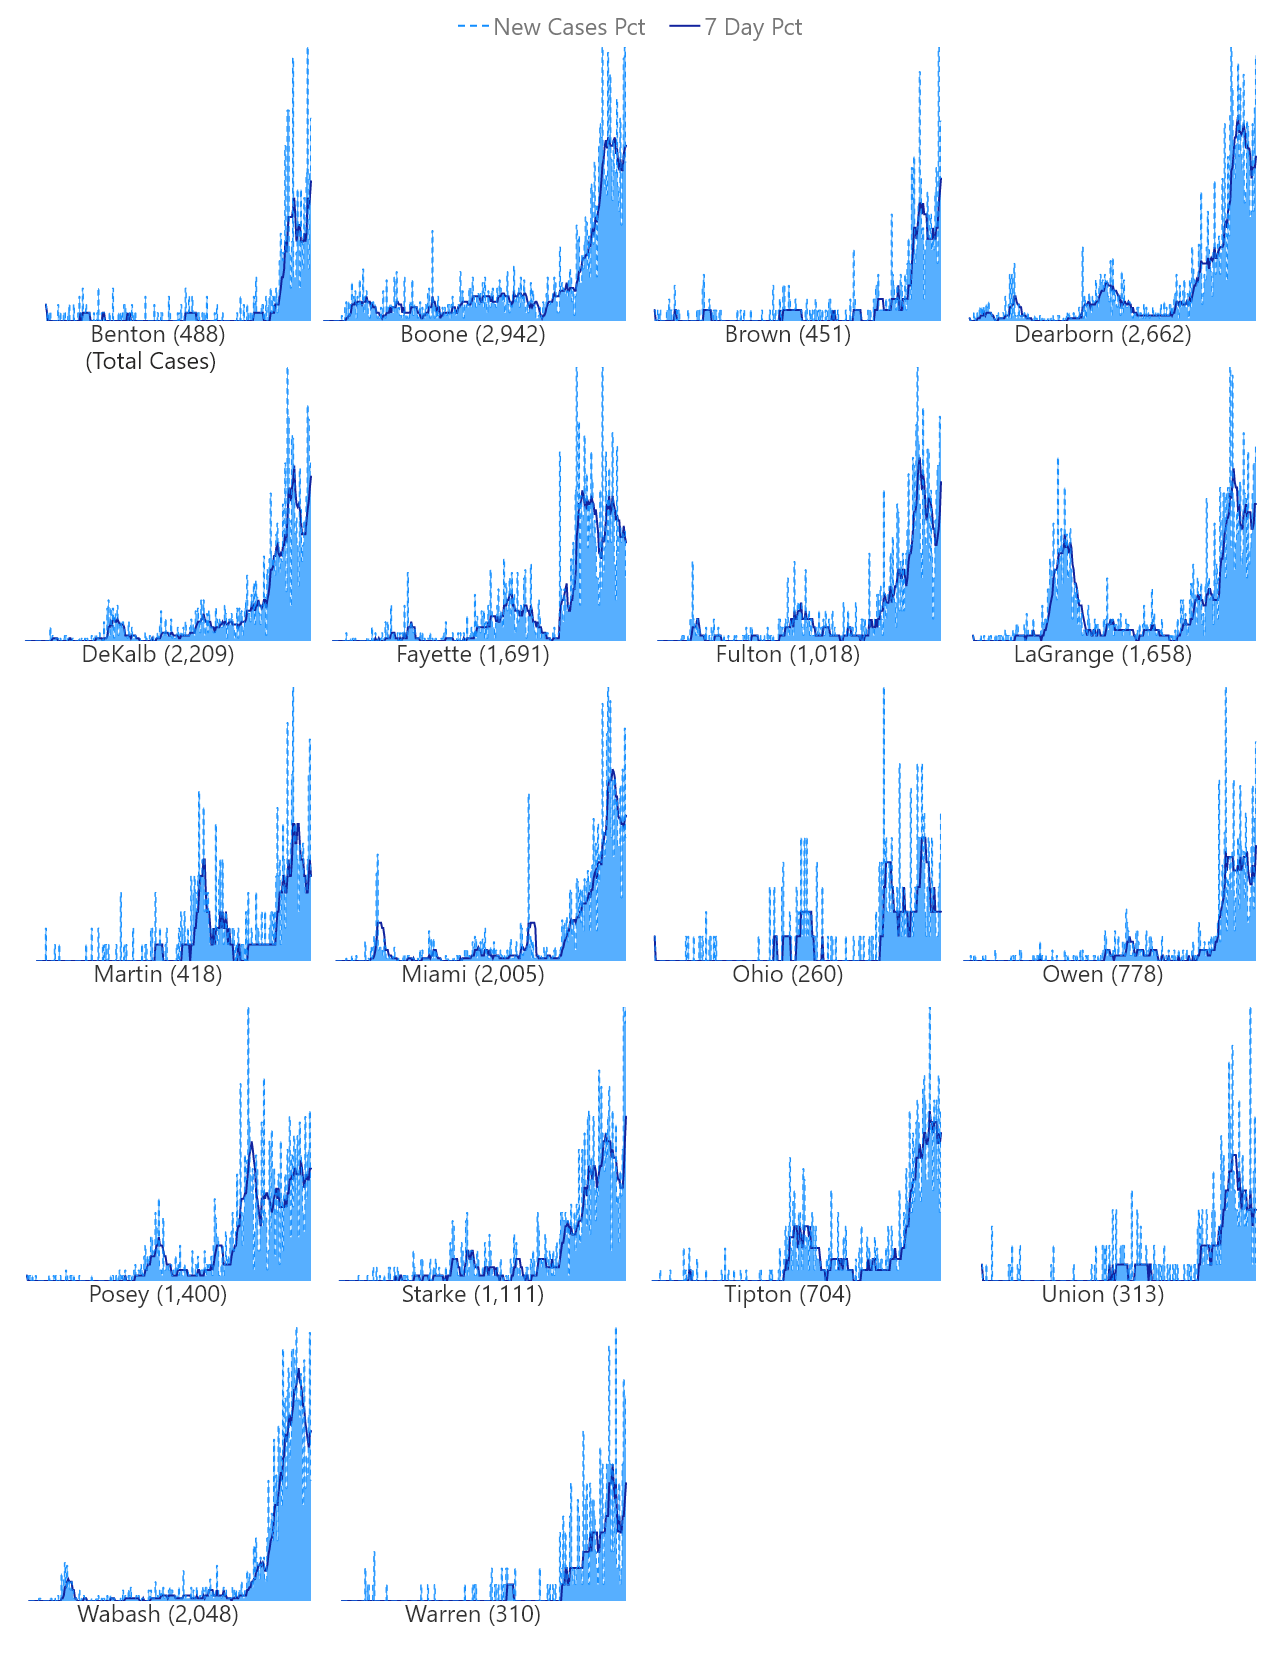 New Cases Pct 7 Day Pct
Benton (488) Boone (2,942) Brown (451) Dearborn (2,662)
(Total Cases)
DeKalb (2,209) Fayette (1,691) Fulton (1,018) LaGrange (1,658)
Martin (418) Miami (2,005) Ohio (260) Owen (778)
Posey (1,400) Starke (1,111) Tipton (704) Union (313)
Wabash (2,048) Warren (310)